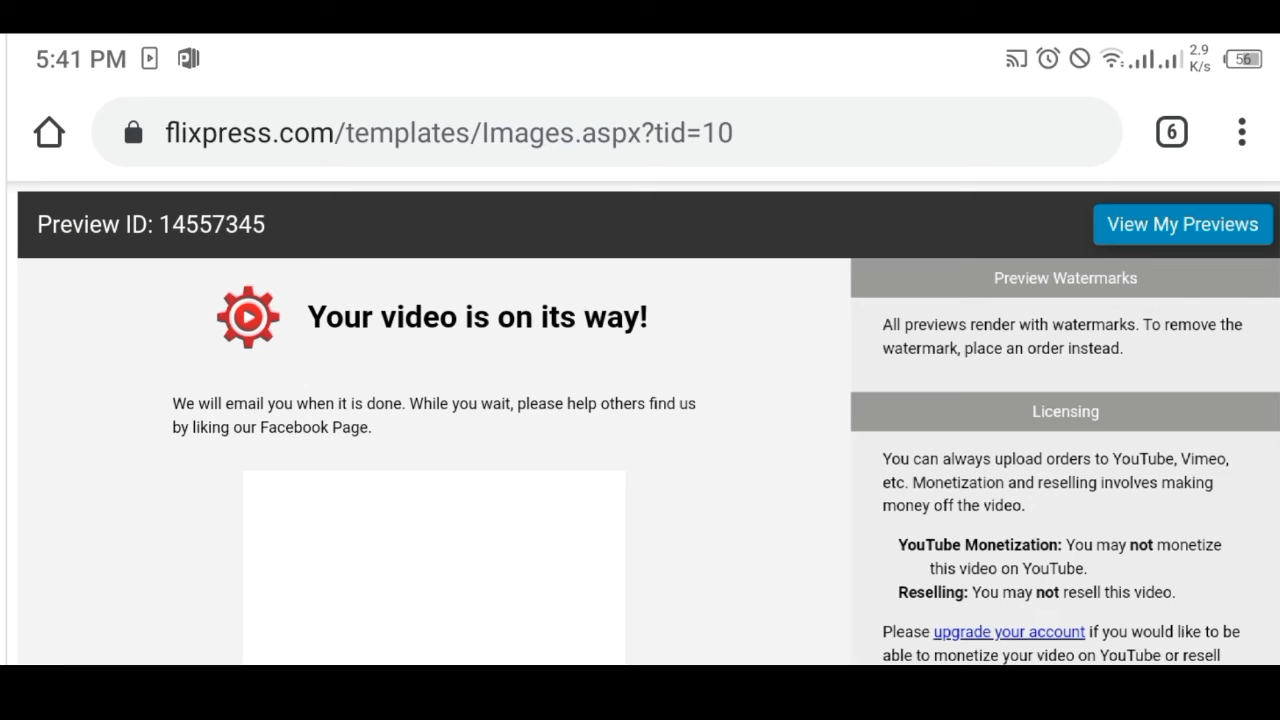 5:41 PM
2.9
K/s
56
flixpress.com/templates/Images.aspx?tid=10
6
Preview ID: 14557345
View My Previews
Your video is on its way!
We will email you when it is done. While you wait, please help others find us
by liking our Facebook Page.
Preview Watermarks
All previews render with watermarks. To remove the
watermark, place an order instead.
Licensing
You can always upload orders to YouTube, Vimeo,
etc. Monetization and reselling involves making
money off the video.
YouTube Monetization: You may not monetize
this video on YouTube.
Reselling: You may not resell this video.
Please upgrade your account if you would like to be
able to monetize your video on YouTube or resell